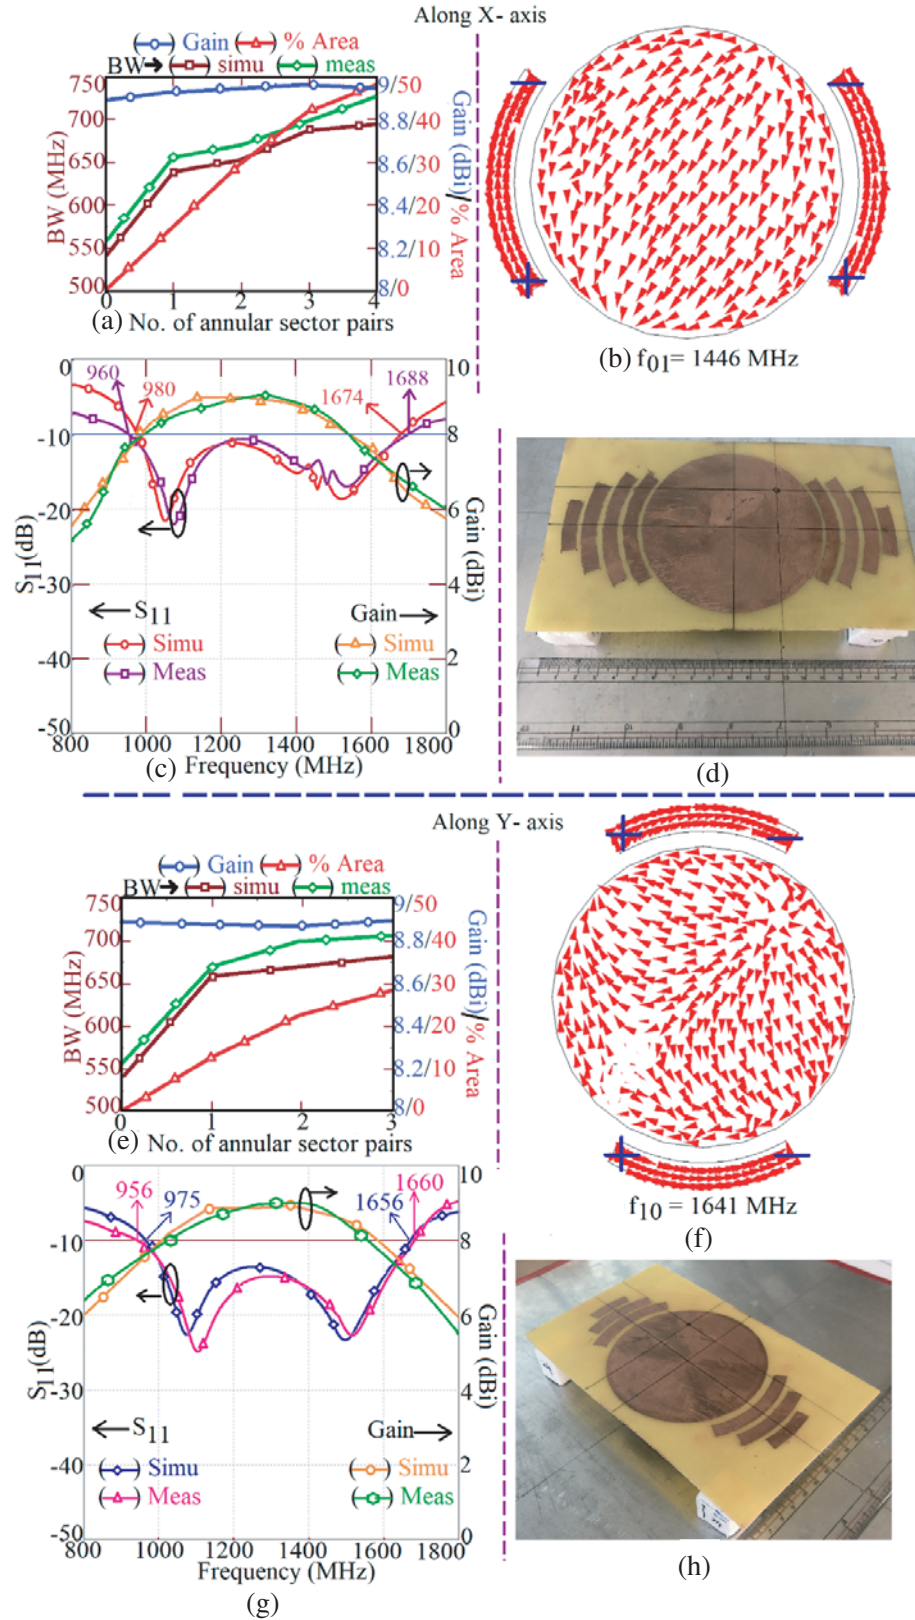 Along X- axis
( ) Gain ( ) % Area
BW→( ) simu ( ) meas
750
700
650
600
550
500
BW (MHz)
9/50
8.8/40
8.6/30
8.4/20
8.2/10
8/0
Gain (dBi)/% Area
0 1 2 3 4
(a) No. of annular sector pairs
(b) f01= 1446 MHz
0
-10
-20
-30
-40
-50
S11(dB)
960
980
1674
1688
10
8
6
4
2
0
Gain (dBi)
← S11 Gain→
( ) Simu ( ) Simu
( ) Meas ( ) Meas
800 1000 1200 1400 1600 1800
(c) Frequency (MHz)
(d)
Along Y- axis
( ) Gain ( ) % Area
BW→( ) simu ( ) meas
750
700
650
600
550
500
BW (MHz)
9/50
8.8/40
8.6/30
8.4/20
8.2/10
8/0
Gain (dBi)/% Area
0 1 2 3
(e) No. of annular sector pairs
f10 = 1641 MHz
(f)
0
-10
-20
-30
-40
-50
S11(dB)
956
975
1656
1660
10
8
6
4
2
0
Gain (dBi)
← S11 Gain→
( ) Simu ( ) Simu
( ) Meas ( ) Meas
800 1000 1200 1400 1600 1800
Frequency (MHz)
(g)
(h)